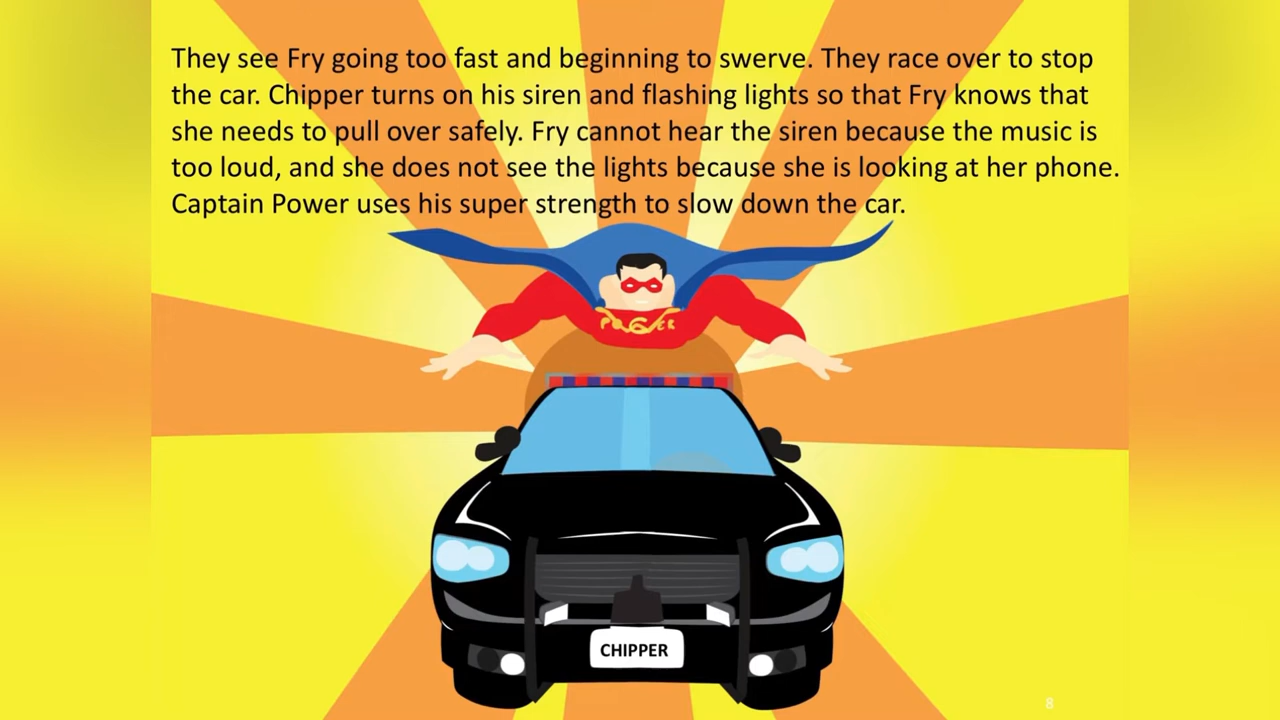 They see Fry going too fast and beginning to swerve. They race over to stop
the car. Chipper turns on his siren and flashing lights so that Fry knows that
she needs to pull over safely. Fry cannot hear the siren because the music is
too loud, and she does not see the lights because she is looking at her phone.
Captain Power uses his super strength to slow down the car.
POWER
CHIPPER
8